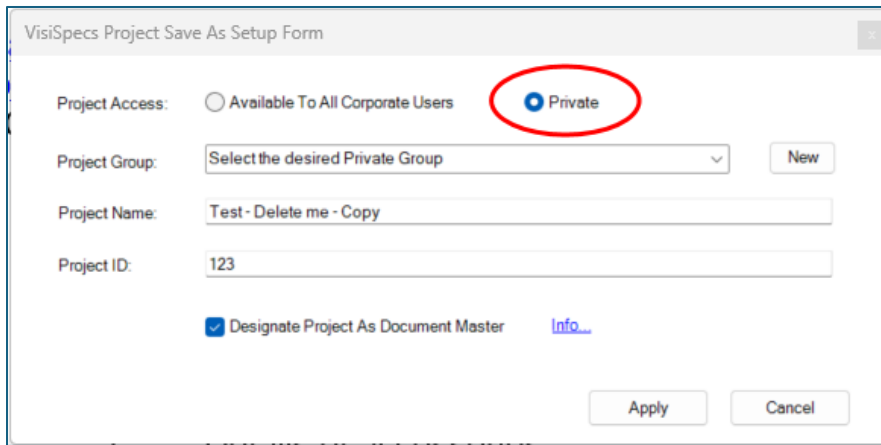 VisiSpecs Project Save As Setup Form
x
Project Access: Available To All Corporate Users Private
Project Group: Select the desired Private Group New
Project Name: Test - Delete me - Copy
Project ID: 123
Designate Project As Document Master Info...
Apply Cancel